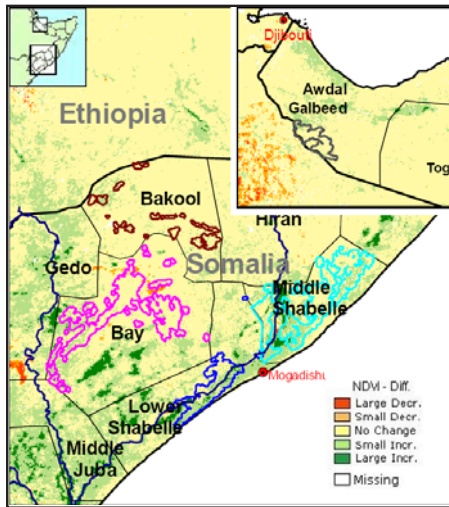 Djibouti
Awdal
Galbeed
Tog
Ethiopia
Bakool
Hiran
Gedo
Somalia
Middle
Shabelle
Bay
Mogadishi
Lower
Shabelle
Middle
Juba
NDVI - Diff.
Large Decr.
Small Decr.
No Change
Small Incr.
Large Incr.
Missing